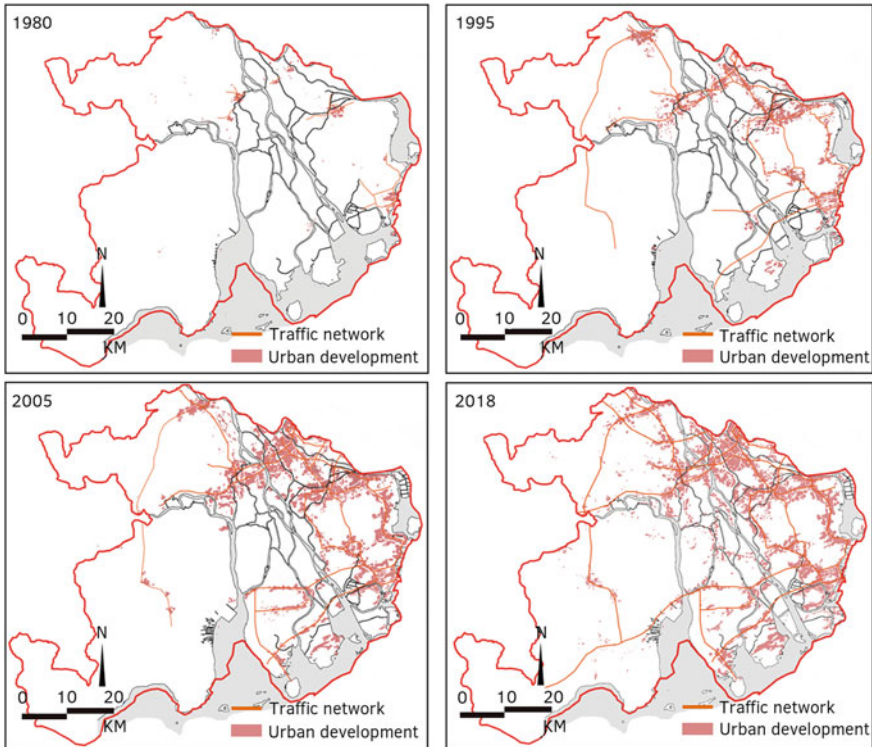 1980
N
0 10 20
KM
Traffic network
Urban development
1995
N
0 10 20
KM
Traffic network
Urban development
2005
N
0 10 20
KM
Traffic network
Urban development
2018
N
0 10 20
KM
Traffic network
Urban development